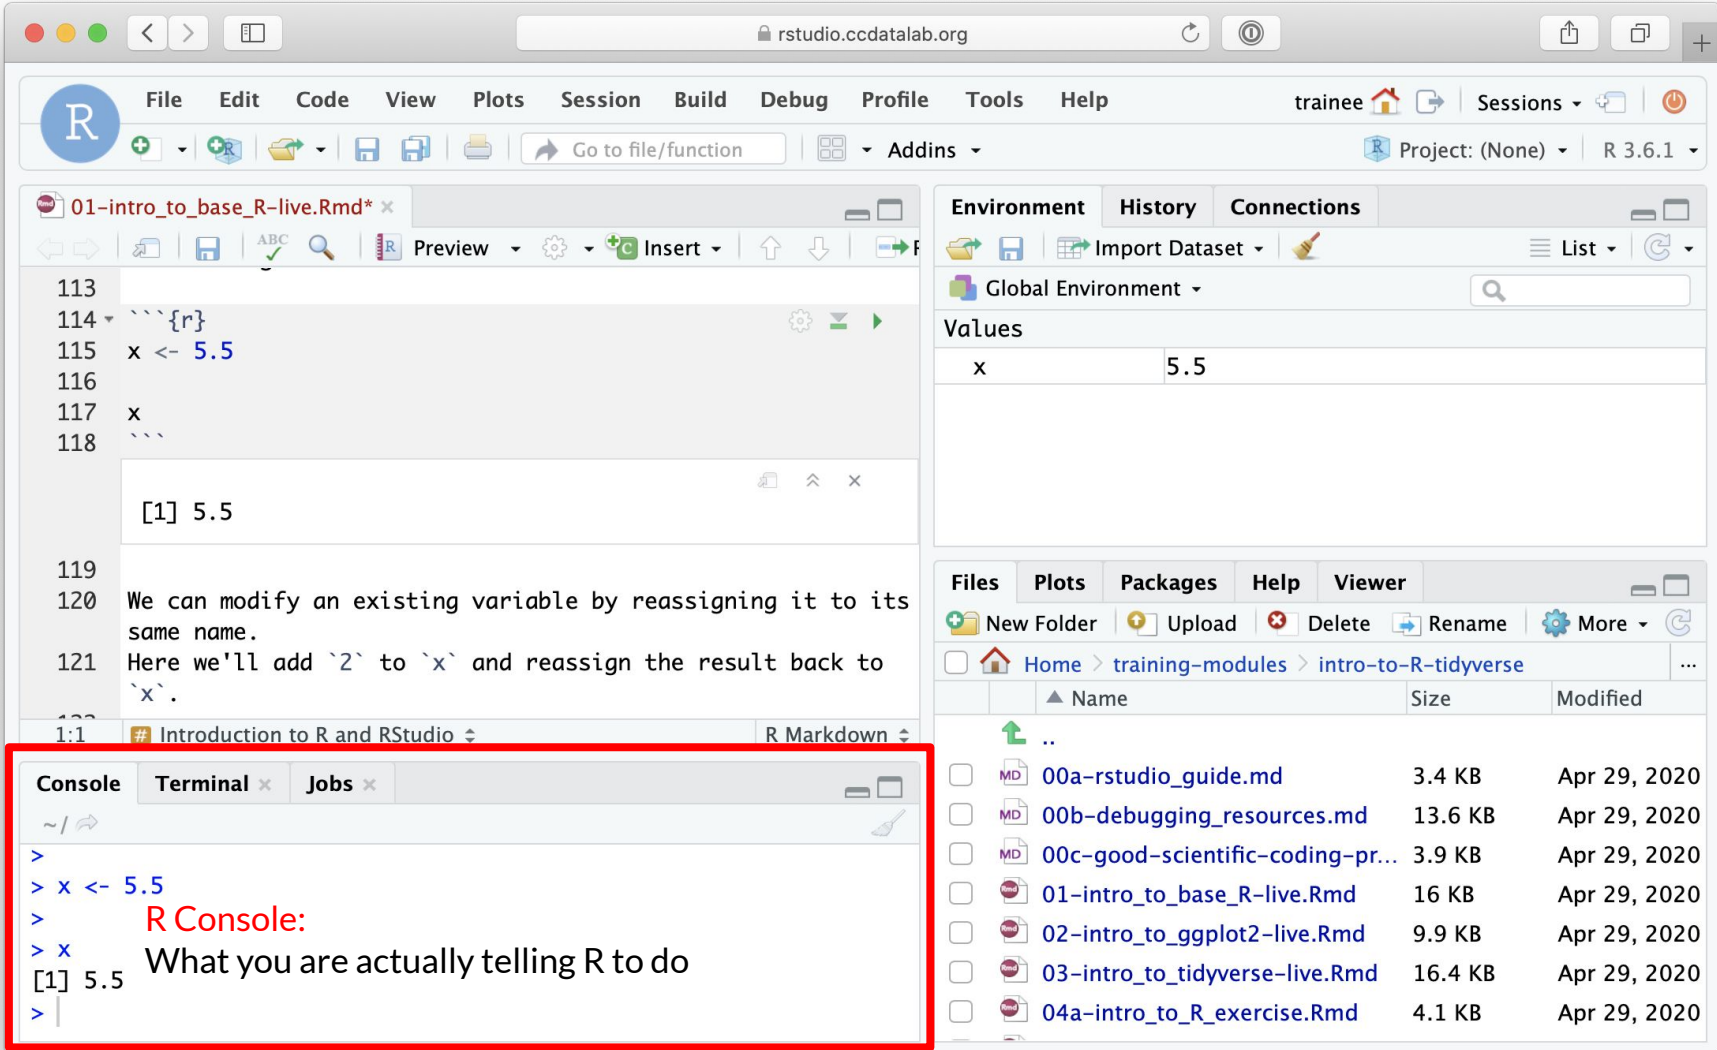 rstudio.ccdatalab.org
R File Edit Code View Plots Session Build Debug Profile Tools Help trainee Sessions
Go to file/function Addins Project: (None) R 3.6.1
01-intro_to_base_R-live.Rmd*
ABC Preview Insert
113
114 ```{r}
115 x <- 5.5
116
117 x
118 ```
[1] 5.5
119
120 We can modify an existing variable by reassigning it to its
same name.
121 Here we'll add `2` to `x` and reassign the result back to
`x`.
1:1 # Introduction to R and RStudio R Markdown
Console Terminal Jobs
~/
>
> x <- 5.5
>
R Console:
> x
What you are actually telling R to do
[1] 5.5
>
Environment History Connections
Import Dataset List
Global Environment
Values
x 5.5
Files Plots Packages Help Viewer
New Folder Upload Delete Rename More
Home > training-modules > intro-to-R-tidyverse ...
Name Size Modified
..
MD 00a-rstudio_guide.md 3.4 KB Apr 29, 2020
MD 00b-debugging_resources.md 13.6 KB Apr 29, 2020
MD 00c-good-scientific-coding-pr... 3.9 KB Apr 29, 2020
Rmd 01-intro_to_base_R-live.Rmd 16 KB Apr 29, 2020
Rmd 02-intro_to_ggplot2-live.Rmd 9.9 KB Apr 29, 2020
Rmd 03-intro_to_tidyverse-live.Rmd 16.4 KB Apr 29, 2020
Rmd 04a-intro_to_R_exercise.Rmd 4.1 KB Apr 29, 2020